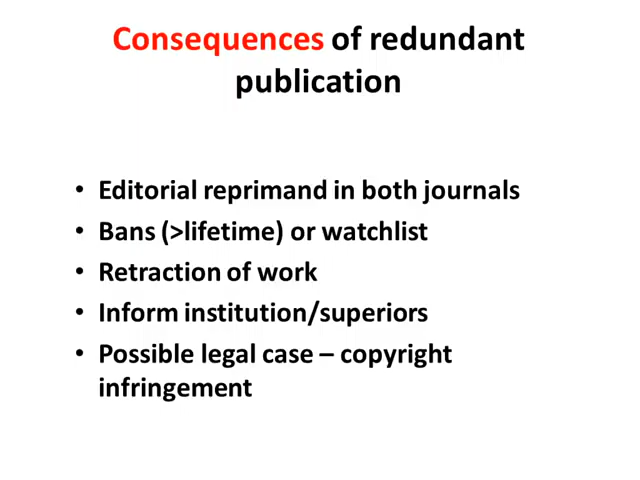 Consequences of redundant
publication
• Editorial reprimand in both journals
• Bans (>lifetime) or watchlist
• Retraction of work
• Inform institution/superiors
• Possible legal case – copyright
infringement